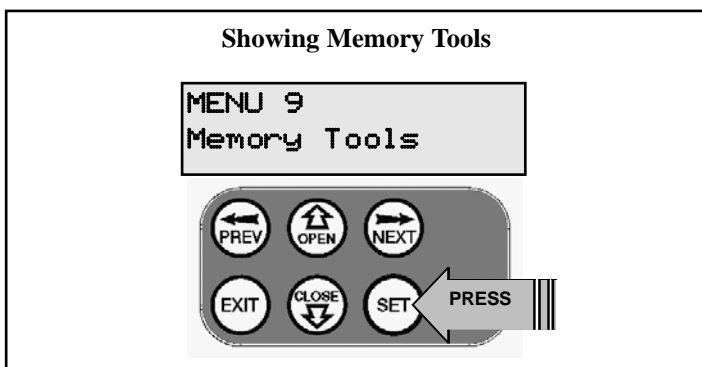 Showing Memory Tools
MENU 9
Memory Tools
PREV OPEN NEXT
EXIT CLOSE SET PRESS